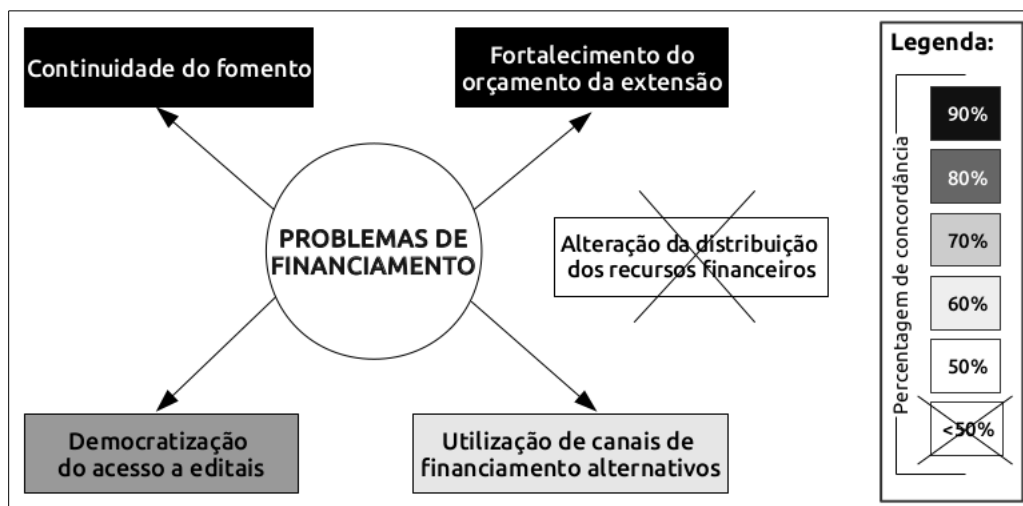 Continuidade do fomento
Fortalecimento do
orçamento da extensão
PROBLEMAS DE
FINANCIAMENTO
Alteração da distribuição
dos recursos financeiros
Democratização
do acesso a editais
Utilização de canais de
financiamento alternativos
Legenda:
Percentagem de concordância
90%
80%
70%
60%
50%
<50%